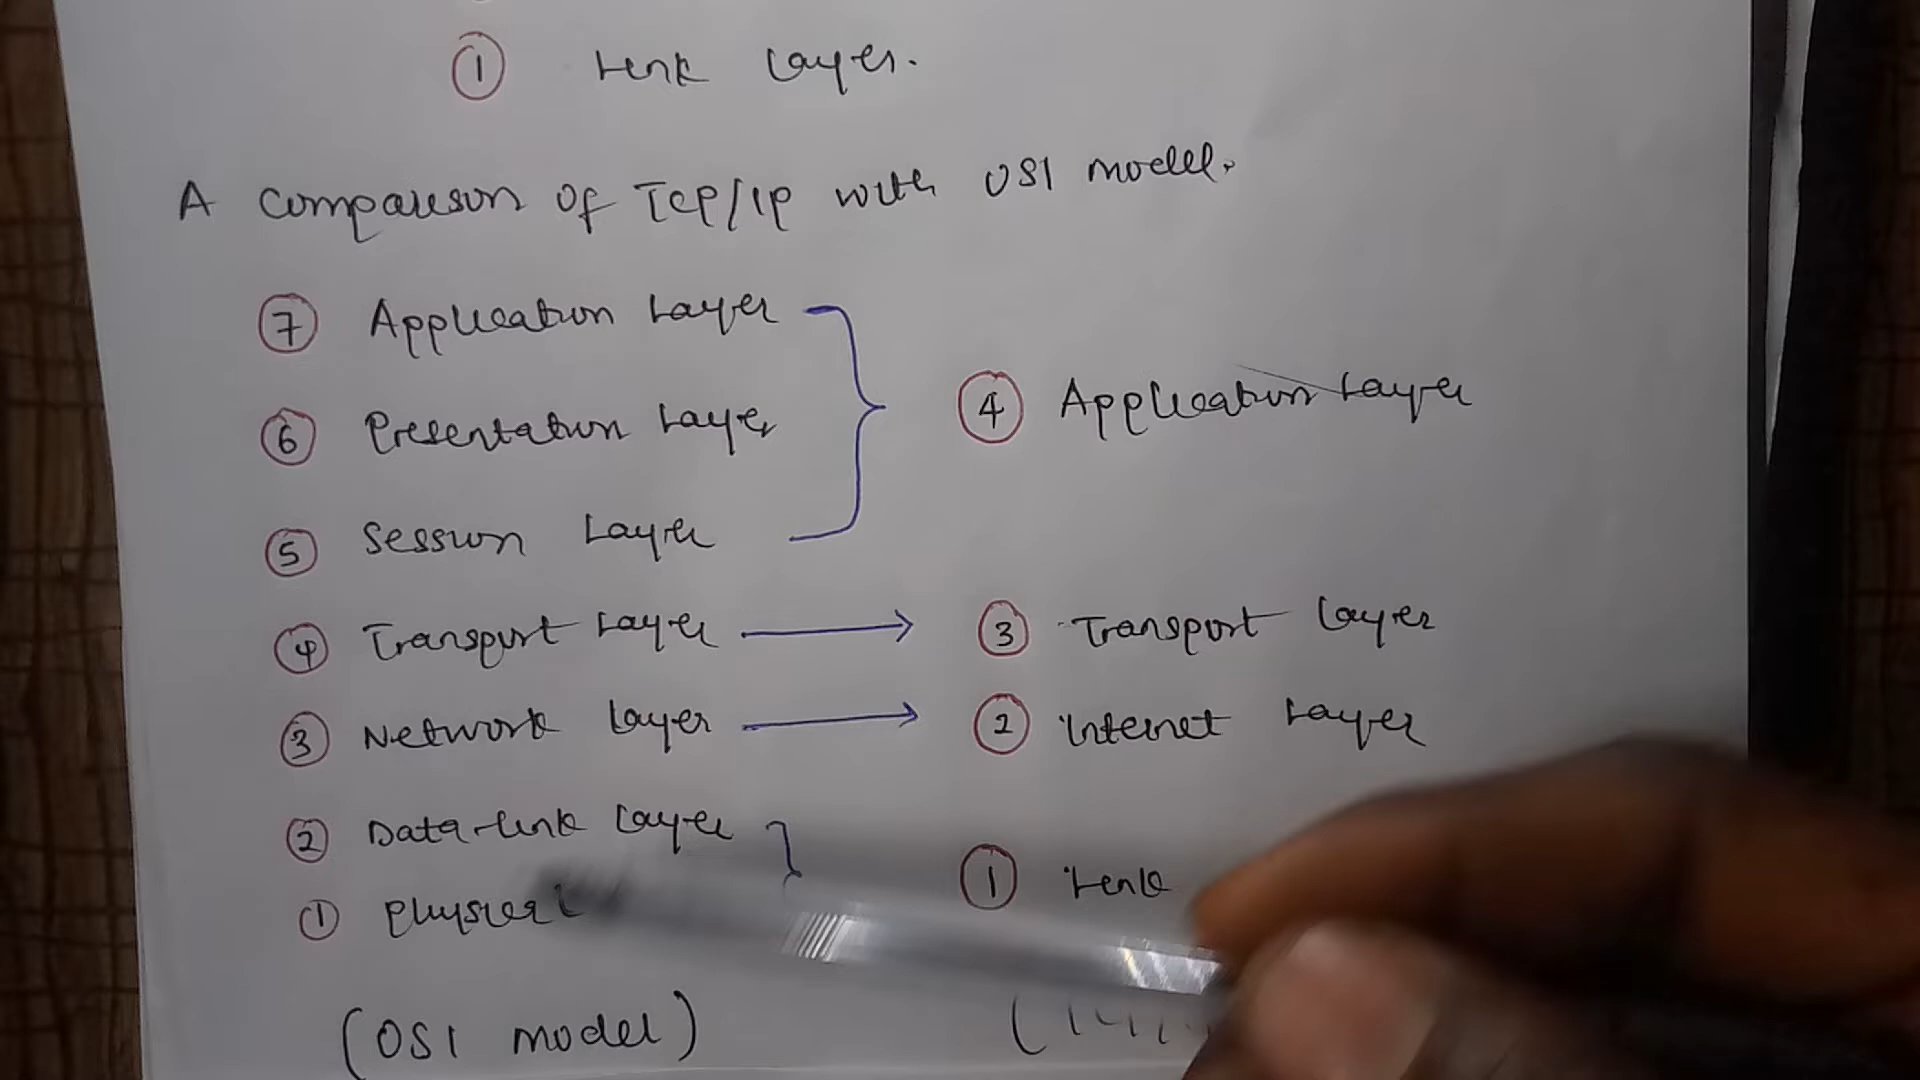 ① Link Layer.
A comparison of TCP/IP with OSI model.
⑦ Application Layer
⑥ Presentation Layer
④ Application Layer
⑤ Session Layer
④ Transport Layer → ③ Transport Layer
③ Network Layer → ② Internet Layer
② Data-link Layer
① Physical
① Link
(OSI model)